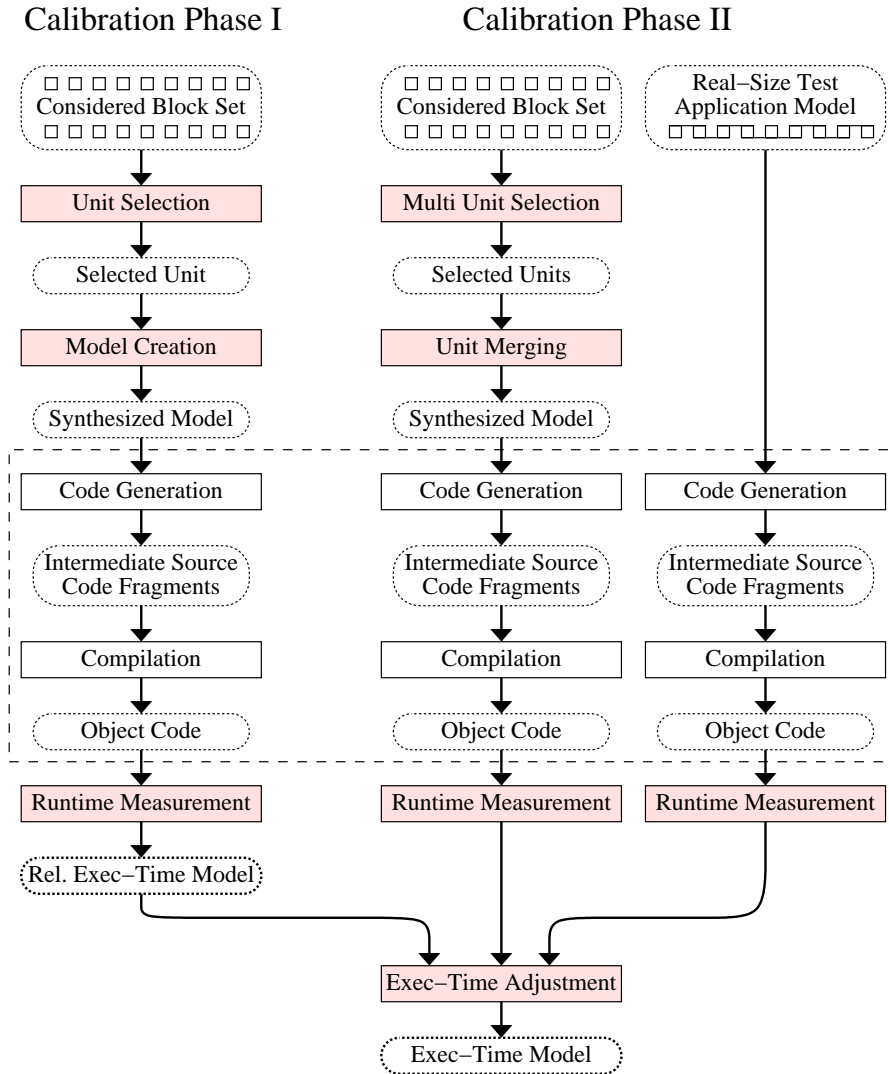 Calibration Phase I
Calibration Phase II
Considered Block Set
Considered Block Set
Real−Size Test
Application Model
Unit Selection
Multi Unit Selection
Selected Unit
Selected Units
Model Creation
Unit Merging
Synthesized Model
Synthesized Model
Code Generation
Code Generation
Code Generation
Intermediate Source
Code Fragments
Intermediate Source
Code Fragments
Intermediate Source
Code Fragments
Compilation
Compilation
Compilation
Object Code
Object Code
Object Code
Runtime Measurement
Runtime Measurement
Runtime Measurement
Rel. Exec−Time Model
Exec−Time Adjustment
Exec−Time Model